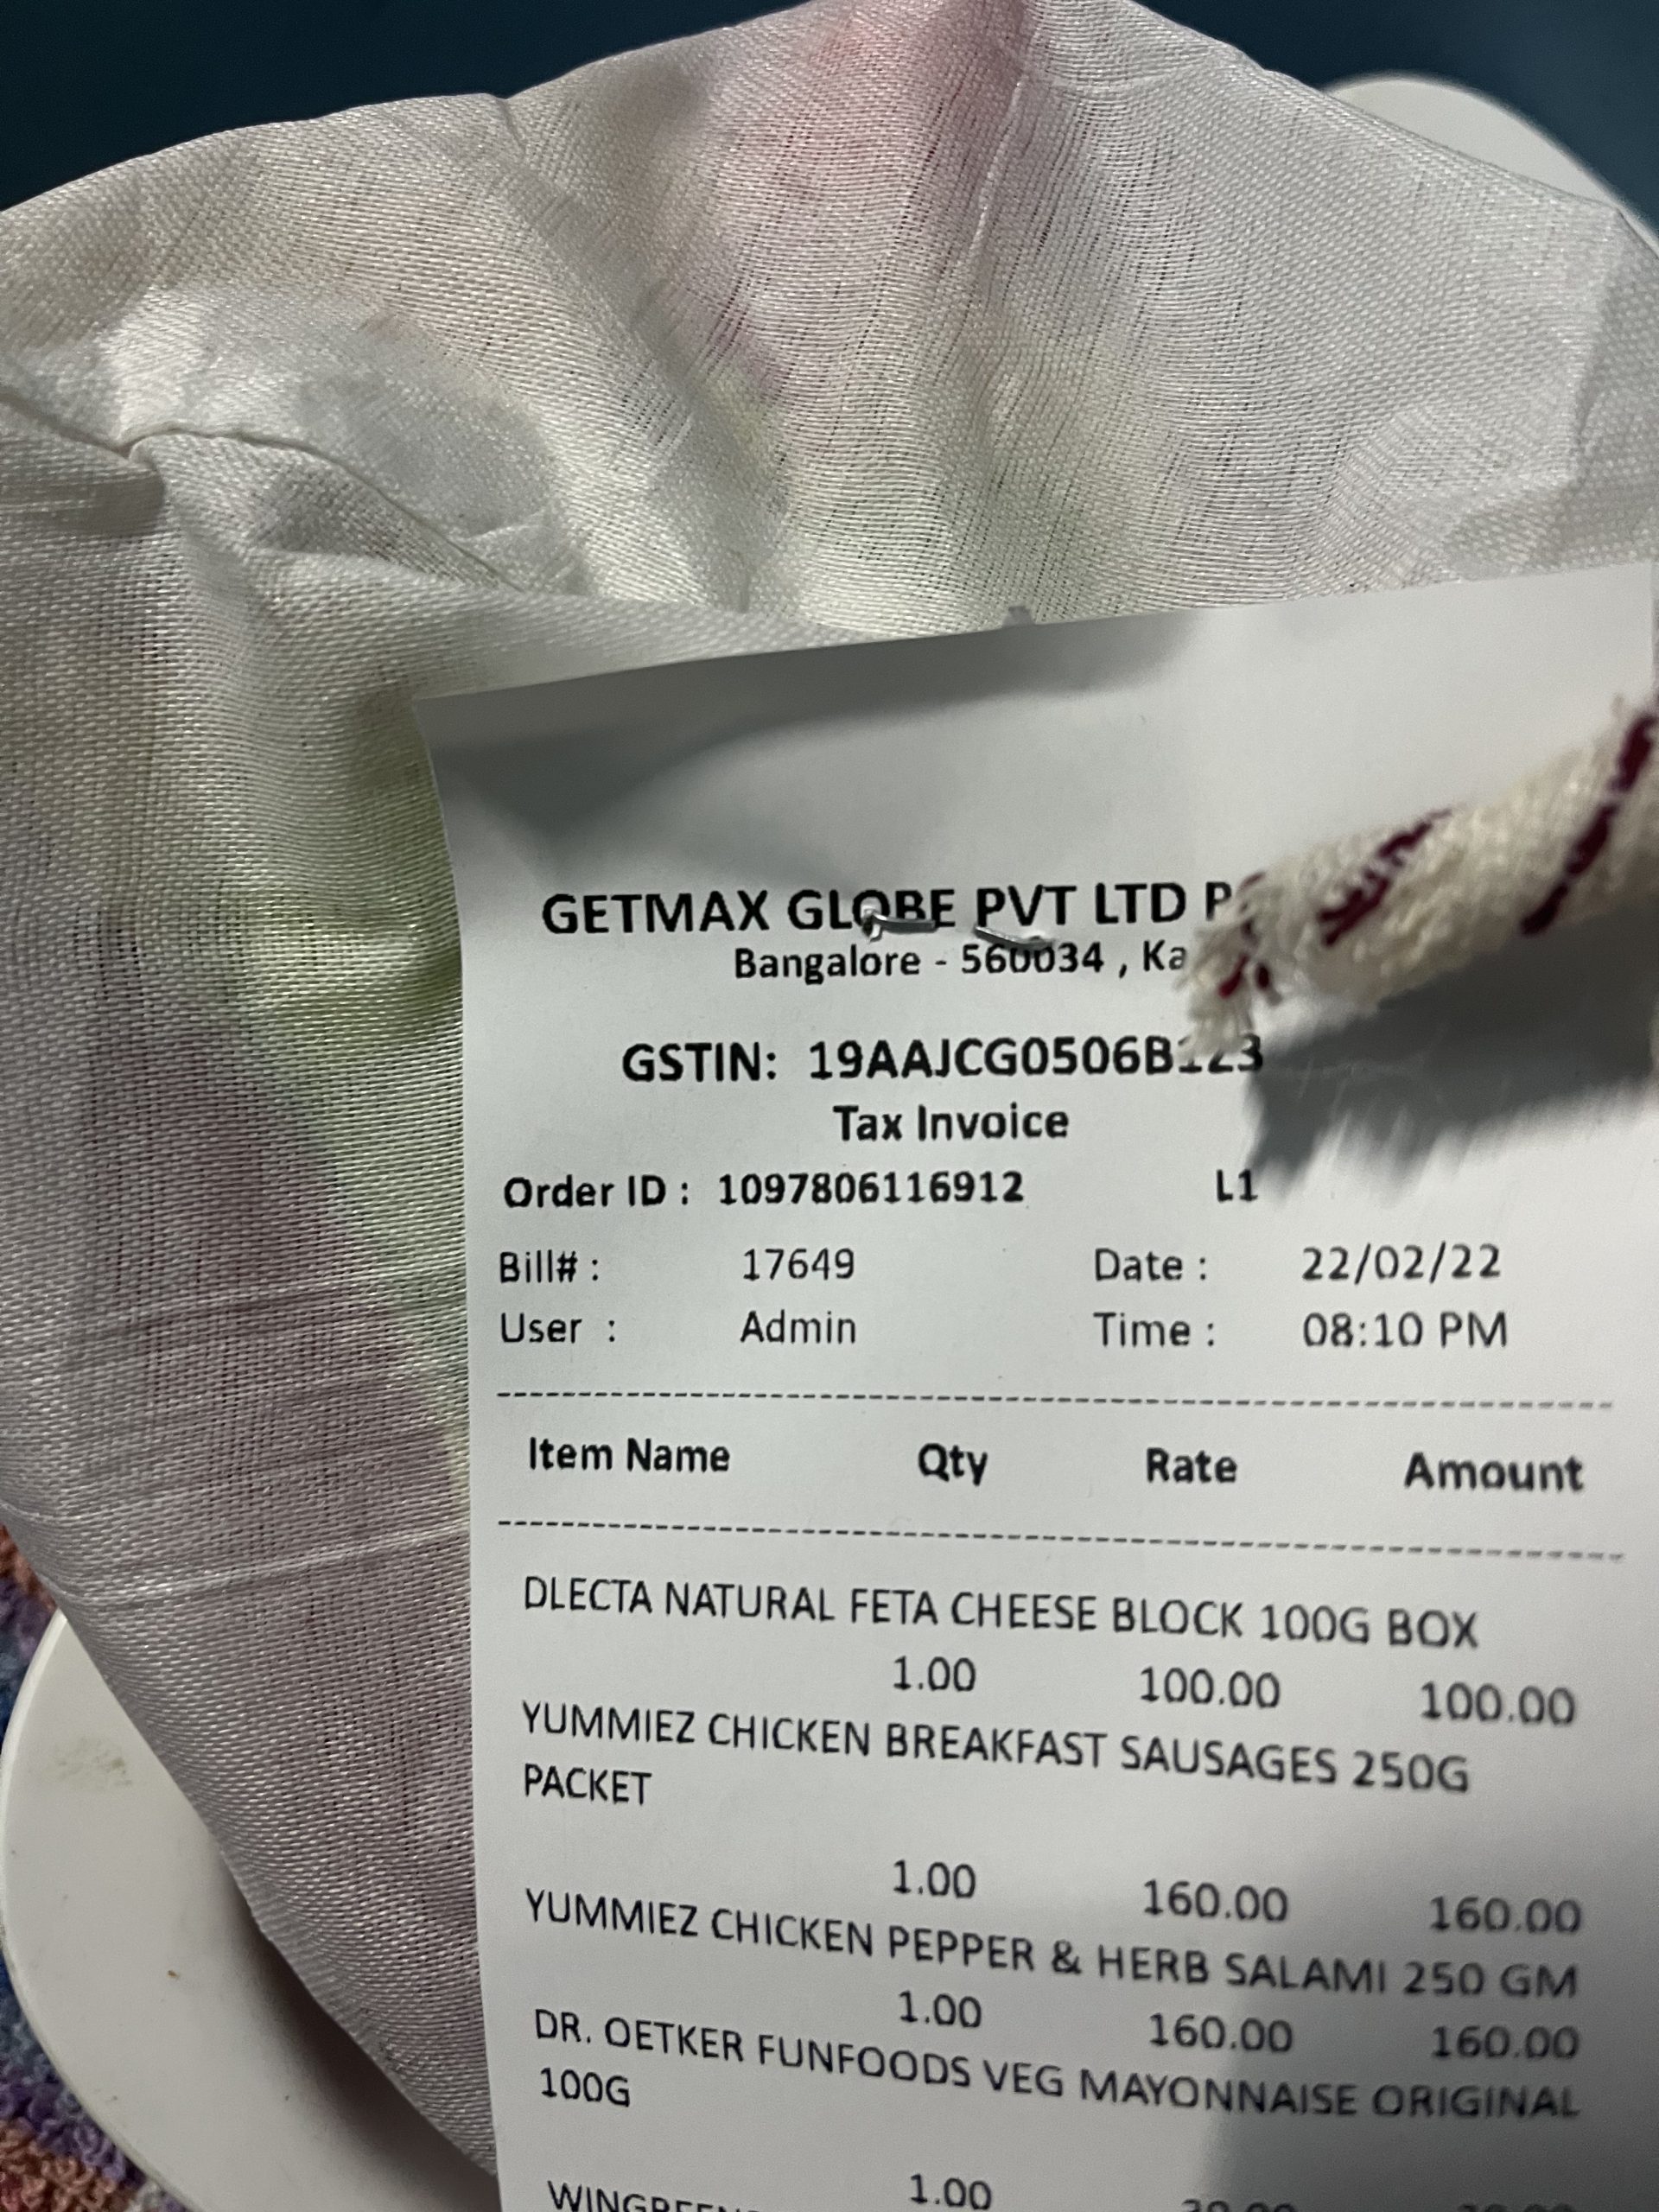 GETMAX GLOBE PVT LTD
Bangalore - 560034 ,
GSTIN: 19AAJCG0506B1Z3
Tax Invoice
Order ID : 1097806116912 L1
Bill# : 17649 Date : 22/02/22
User : Admin Time : 08:10 PM
Item Name Qty Rate Amount
DLECTA NATURAL FETA CHEESE BLOCK 100G BOX
1.00 100.00 100.00
YUMMIEZ CHICKEN BREAKFAST SAUSAGES 250G
PACKET
1.00 160.00 160.00
YUMMIEZ CHICKEN PEPPER & HERB SALAMI 250 GM
1.00 160.00 160.00
DR. OETKER FUNFOODS VEG MAYONNAISE ORIGINAL
100G
1.00